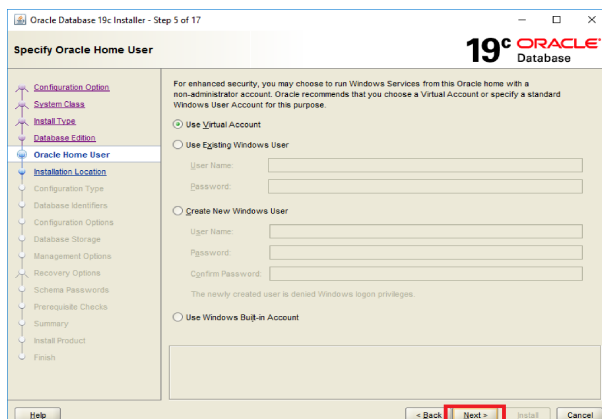 Oracle Database 19c Installer - Step 5 of 17
Specify Oracle Home User
19c ORACLE
Database
Configuration Option
System Class
Install Type
Database Edition
Oracle Home User
Installation Location
Configuration Type
Database Identifiers
Configuration Options
Database Storage
Management Options
Recovery Options
Schema Passwords
Prerequisite Checks
Summary
Install Product
Finish
For enhanced security, you may choose to run Windows Services from this Oracle home with a
non-administrator account. Oracle recommends that you choose a Virtual Account or specify a standard
Windows User Account for this purpose.
Use Virtual Account
Use Existing Windows User
User Name:
Password:
Create New Windows User
User Name:
Password:
Confirm Password:
The newly created user is denied Windows logon privileges.
Use Windows Built-in Account
Help
< Back
Next >
Install
Cancel